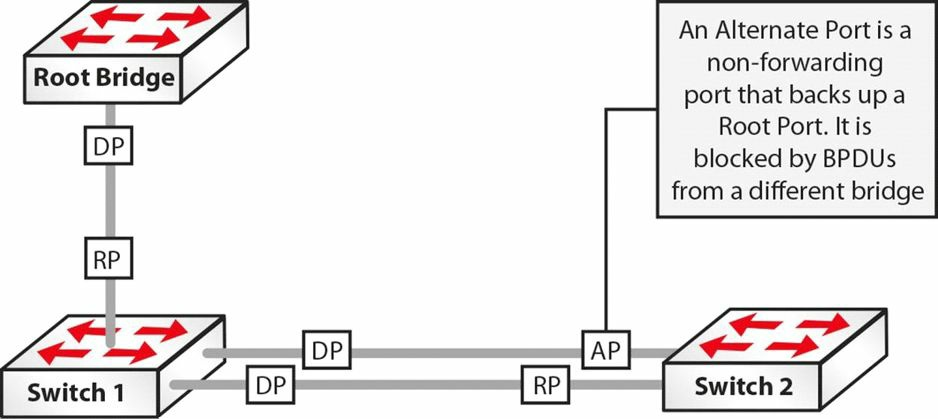 Root Bridge
DP
RP
An Alternate Port is a
non-forwarding
port that backs up a
Root Port. It is
blocked by BPDUs
from a different bridge
DP
AP
DP
RP
Switch 1
Switch 2